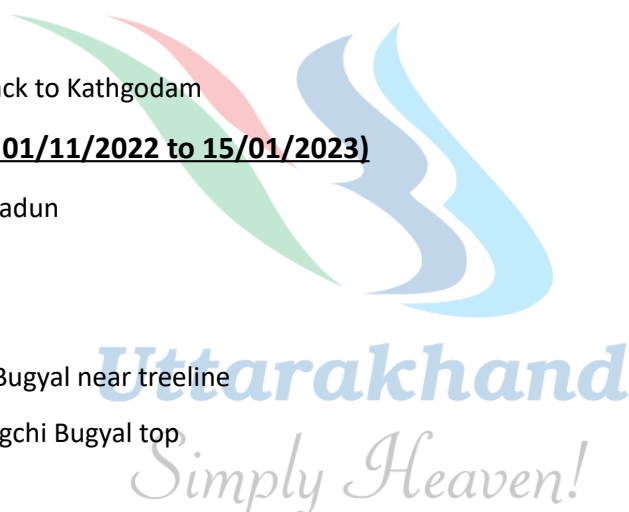 ack to Kathgodam
01/11/2022 to 15/01/2023)
adun
Bugyal near treeline
gchi Bugyal top
Uttarakhand
Simply Heaven!